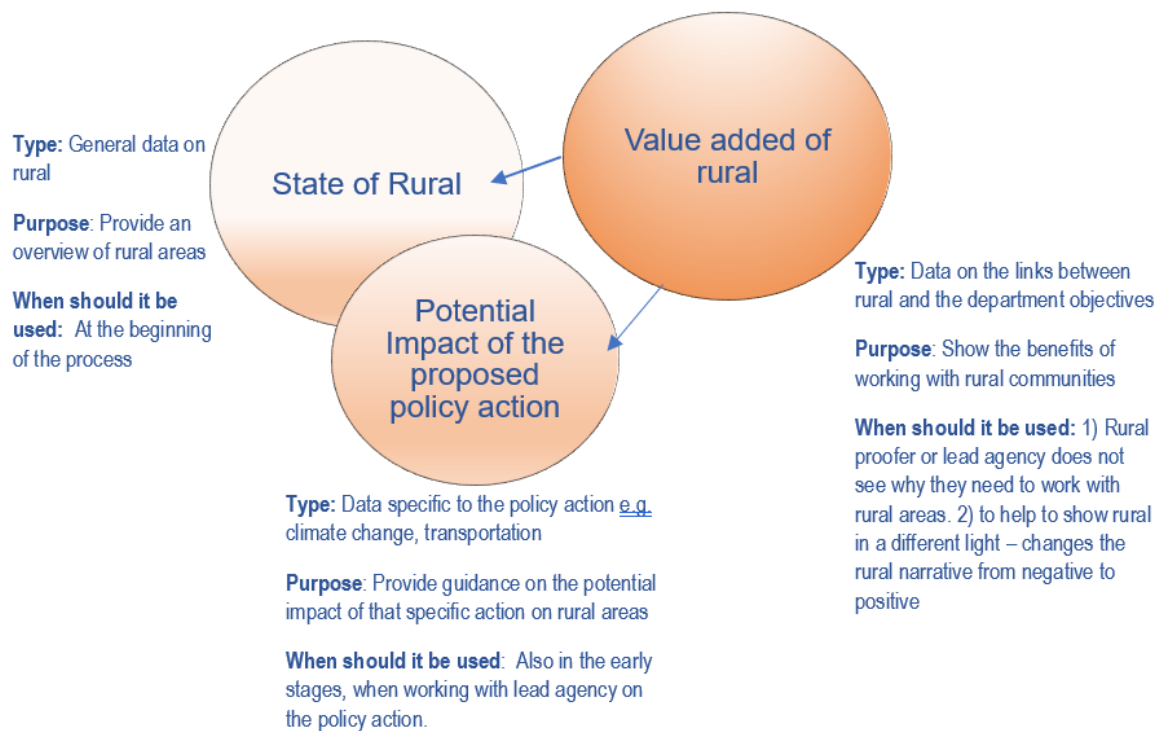 State of Rural
Value added of
rural
Potential
Impact of the
proposed
policy action
Type: General data on
rural
Purpose: Provide an
overview of rural areas
When should it be
used:  At the beginning
of the process
Type: Data on the links between
rural and the department objectives
Purpose: Show the benefits of
working with rural communities
When should it be used: 1) Rural
proofer or lead agency does not
see why they need to work with
rural areas. 2) to help to show rural
in a different light – changes the
rural narrative from negative to
positive
Type: Data specific to the policy action e.g.
climate change, transportation
Purpose: Provide guidance on the potential
impact of that specific action on rural areas
When should it be used:  Also in the early
stages, when working with lead agency on
the policy action.